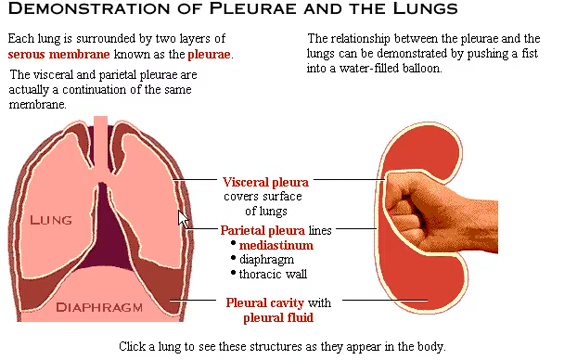 DEMONSTRATION OF PLEURAE AND THE LUNGS
Each lung is surrounded by two layers of
serous membrane known as the pleurae.
The visceral and parietal pleurae are
actually a continuation of the same
membrane.
The relationship between the pleurae and the
lungs can be demonstrated by pushing a fist
into a water-filled balloon.
LUNG
DIAPHRAGM
Visceral pleura
covers surface
of lungs
Parietal pleura lines
• mediastinum
• diaphragm
• thoracic wall
Pleural cavity with
pleural fluid
Click a lung to see these structures as they appear in the body.